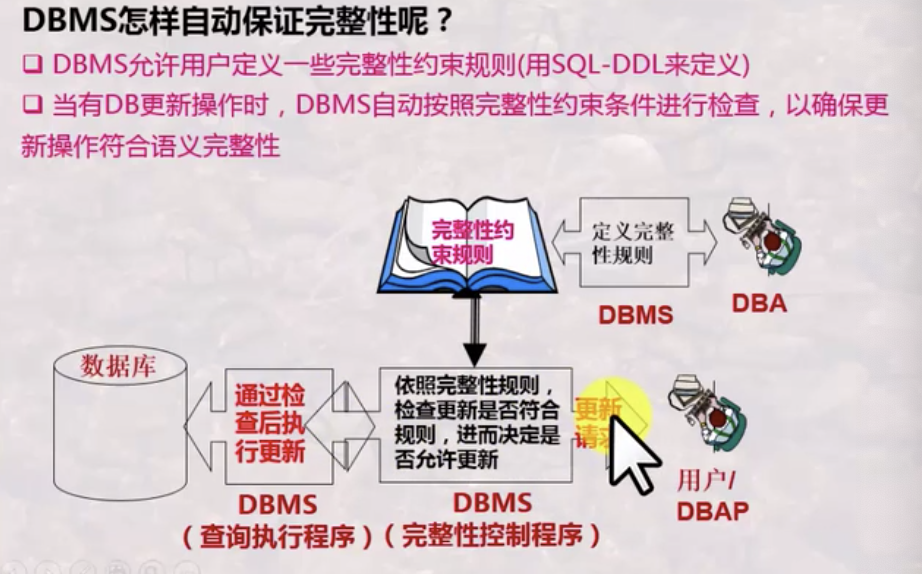 DBMS怎样自动保证完整性呢？
❑ DBMS允许用户定义一些完整性约束规则(用SQL-DDL来定义)
❑ 当有DB更新操作时，DBMS自动按照完整性约束条件进行检查，以确保更
新操作符合语义完整性
完整性约
束规则
定义完整
性规则
DBMS
DBA
数据库
通过检
查后执
行更新
依照完整性规则，
检查更新是否符合
规则，进而决定是
否允许更新
更新
请求
用户/
DBAP
DBMS
（查询执行程序）
DBMS
（完整性控制程序）